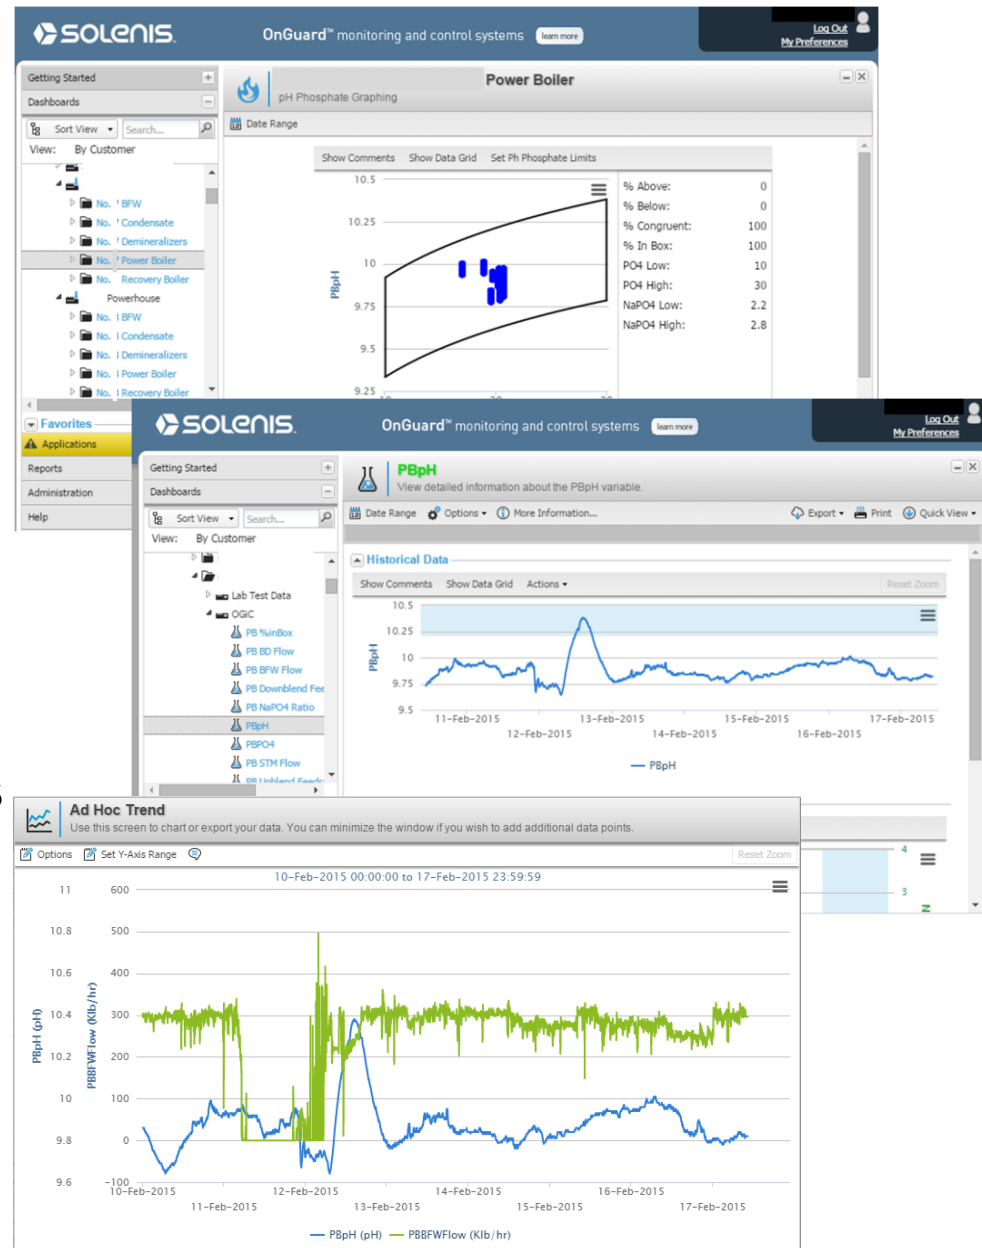 SOLENIS
OnGuard™ monitoring and control systems learn more
Log Out
My Preferences
Getting Started
Dashboards
Sort View Search...
View: By Customer
No. BFW
No. Condensate
No. Demineralizers
No. Power Boiler
No. Recovery Boiler
Powerhouse
No. BFW
No. Condensate
No. Demineralizers
No. Power Boiler
No. Recovery Boiler
Favorites
Applications
Reports
Administration
Help
Power Boiler
pH Phosphate Graphing
Date Range
Show Comments Show Data Grid Set Ph Phosphate Limits
10.5
10.25
10
9.75
9.5
9.25
PBpH
% Above: 0
% Below: 0
% Congruent: 100
% In Box: 100
PO4 Low: 10
PO4 High: 30
NaPO4 Low: 2.2
NaPO4 High: 2.8
SOLENIS
OnGuard™ monitoring and control systems learn more
Log Out
My Preferences
Getting Started
Dashboards
Sort View Search...
View: By Customer
Lab Test Data
OGIC
PB %inBox
PB BD Flow
PB BFW Flow
PB Downblend Fee
PB NaPO4 Ratio
PBpH
PBPO4
PB STM Flow
PB Upblend Feeds
PBpH
View detailed information about the PBpH variable.
Date Range Options More Information... Export Print Quick View
Historical Data
Show Comments Show Data Grid Actions Reset Zoom
10.5
10.25
10
9.75
9.5
PBpH
11-Feb-2015 13-Feb-2015 15-Feb-2015 17-Feb-2015
12-Feb-2015 14-Feb-2015 16-Feb-2015
PBpH
4
3
N
Ad Hoc Trend
Use this screen to chart or export your data. You can minimize the window if you wish to add additional data points.
Options Set Y-Axis Range Reset Zoom
10-Feb-2015 00:00:00 to 17-Feb-2015 23:59:59
11 600
10.8 500
10.6 400
10.4 300
10.2 200
10 100
9.8 0
9.6 -100
PBpH (pH)
PBBFWFlow (Klb/hr)
10-Feb-2015 12-Feb-2015 14-Feb-2015 16-Feb-2015
11-Feb-2015 13-Feb-2015 15-Feb-2015 17-Feb-2015
PBpH (pH) PBBFWFlow (Klb/hr)